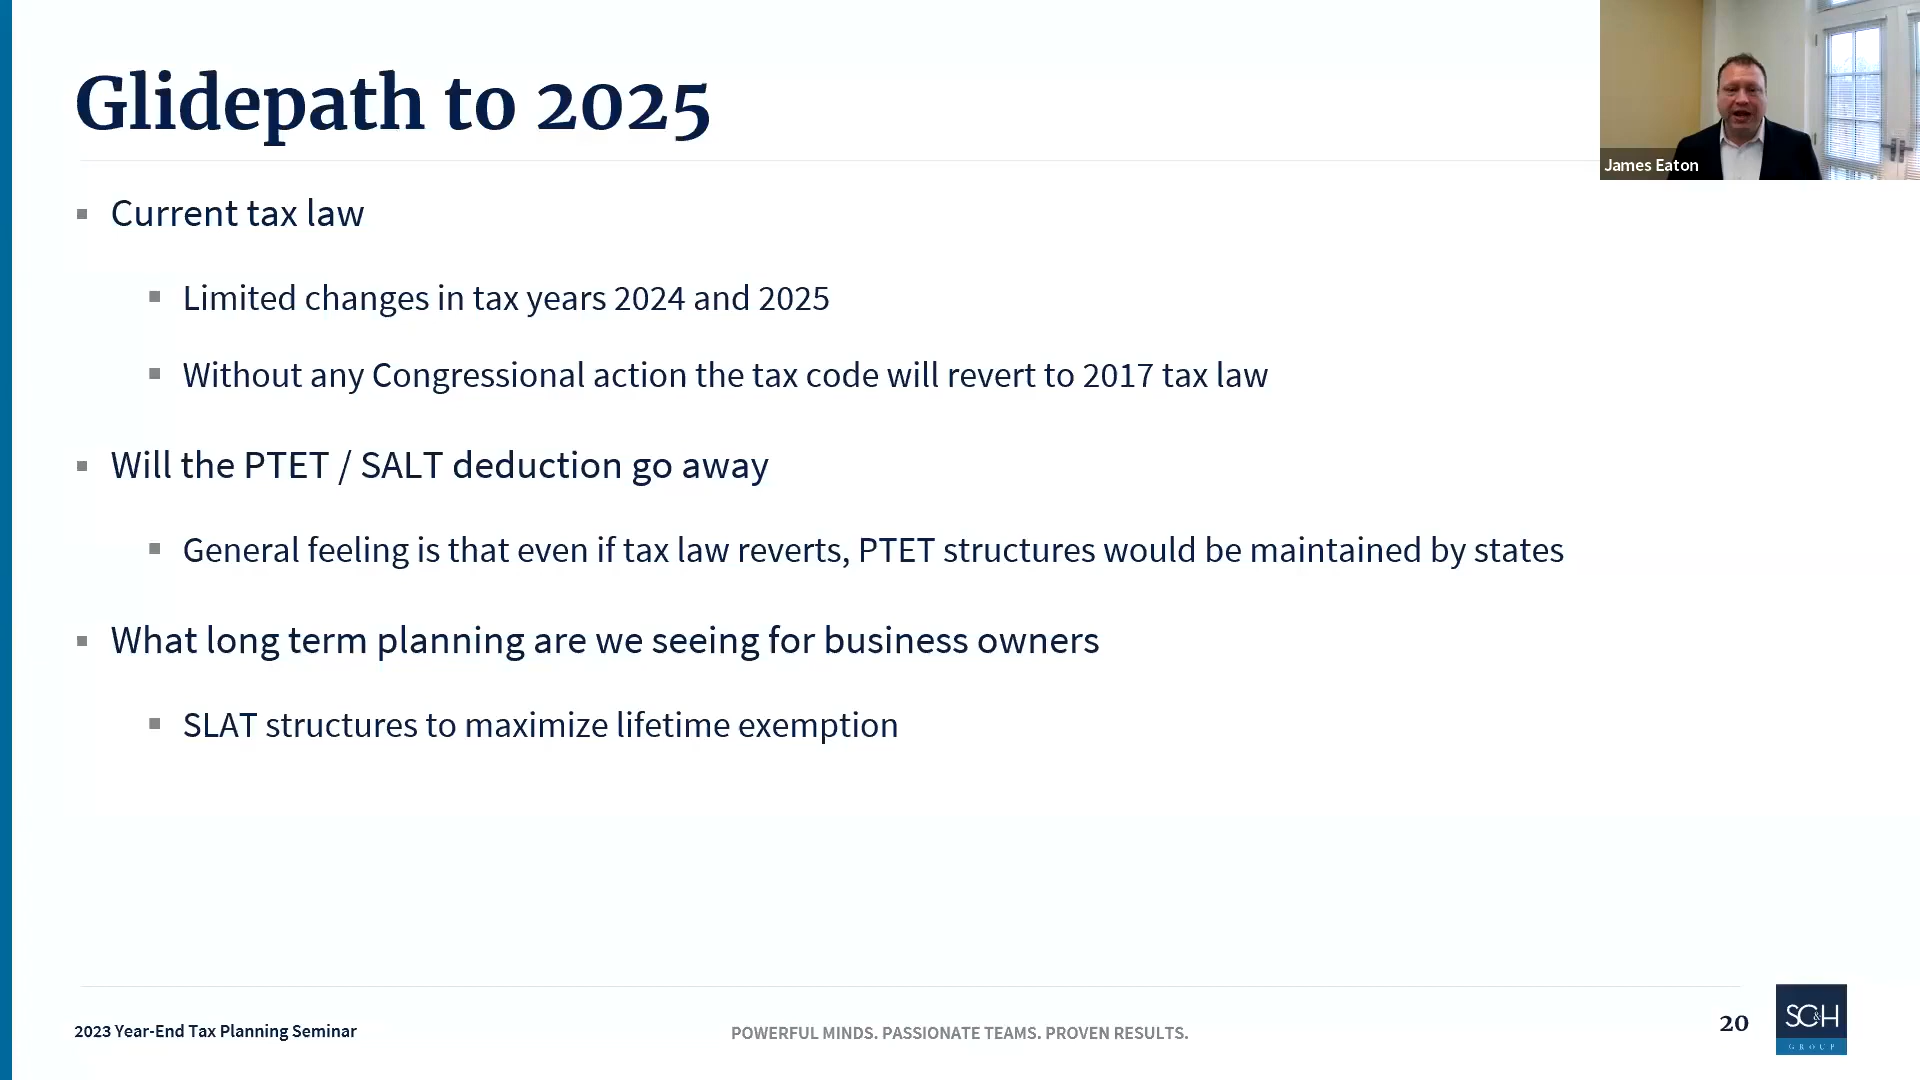 Glidepath to 2025
James Eaton
Current tax law
Limited changes in tax years 2024 and 2025
Without any Congressional action the tax code will revert to 2017 tax law
Will the PTET / SALT deduction go away
General feeling is that even if tax law reverts, PTET structures would be maintained by states
What long term planning are we seeing for business owners
SLAT structures to maximize lifetime exemption
2023 Year-End Tax Planning Seminar
POWERFUL MINDS. PASSIONATE TEAMS. PROVEN RESULTS.
20
SC&H
GROUP